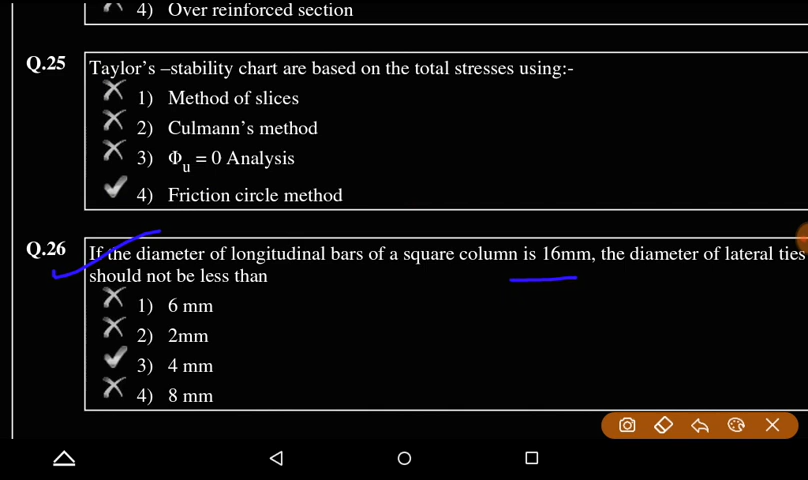 4) Over reinforced section
Q.25 Taylor's –stability chart are based on the total stresses using:-
1) Method of slices
2) Culmann's method
3) Φu = 0 Analysis
4) Friction circle method
Q.26 If the diameter of longitudinal bars of a square column is 16mm, the diameter of lateral ties
should not be less than
1) 6 mm
2) 2mm
3) 4 mm
4) 8 mm